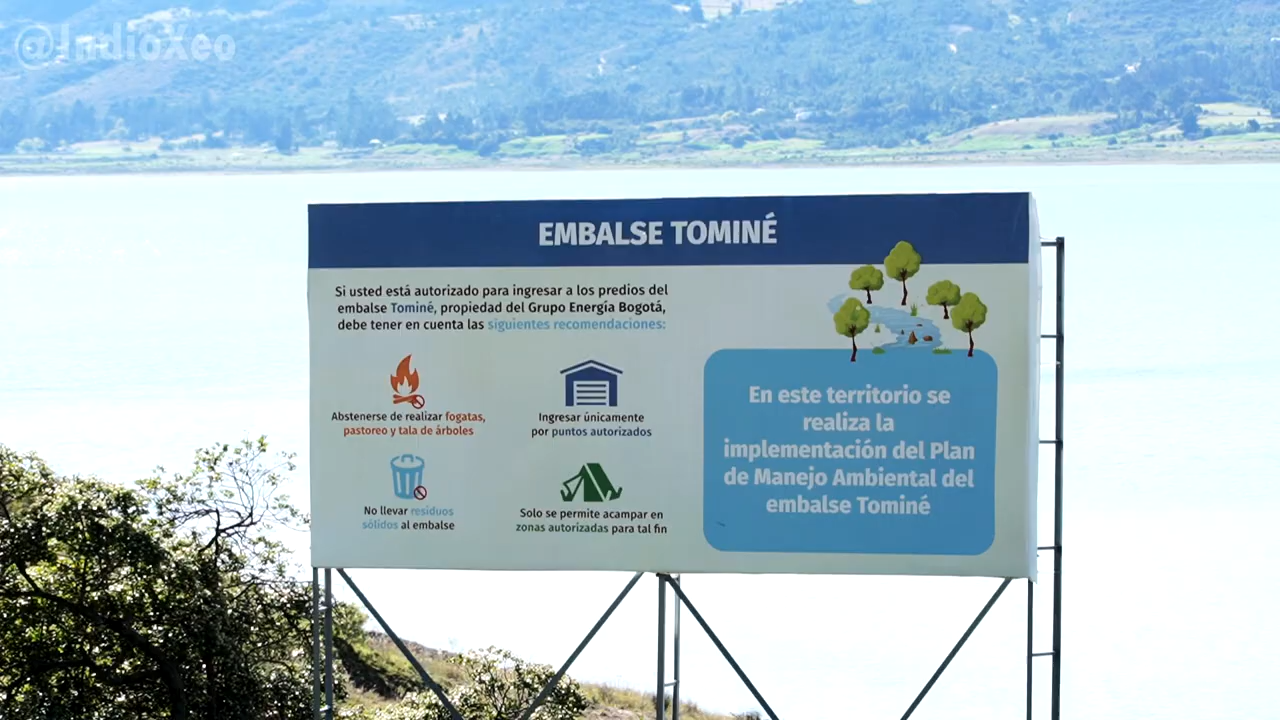 @IndioXeo
EMBALSE TOMINÉ
Si usted está autorizado para ingresar a los predios del
embalse Tominé, propiedad del Grupo Energía Bogotá,
debe tener en cuenta las siguientes recomendaciones:
Abstenerse de realizar fogatas,
pastoreo y tala de árboles
Ingresar únicamente
por puntos autorizados
No llevar residuos
sólidos al embalse
Solo se permite acampar en
zonas autorizadas para tal fin
En este territorio se
realiza la
implementación del Plan
de Manejo Ambiental del
embalse Tominé